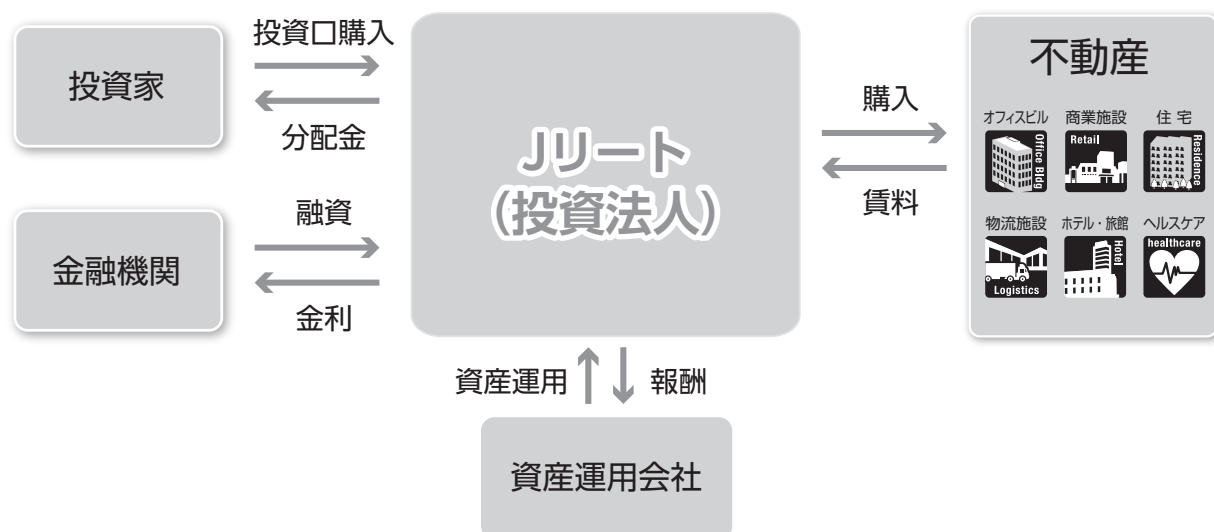 投資家
投資口購入
分配金
金融機関
融資
金利
Jリート
(投資法人)
購入
賃料
不動産
オフィスビル 商業施設 住宅
Office Bldg
Retail
Residence
物流施設 ホテル・旅館 ヘルスケア
Logistics
Hotel
healthcare
資産運用
報酬
資産運用会社